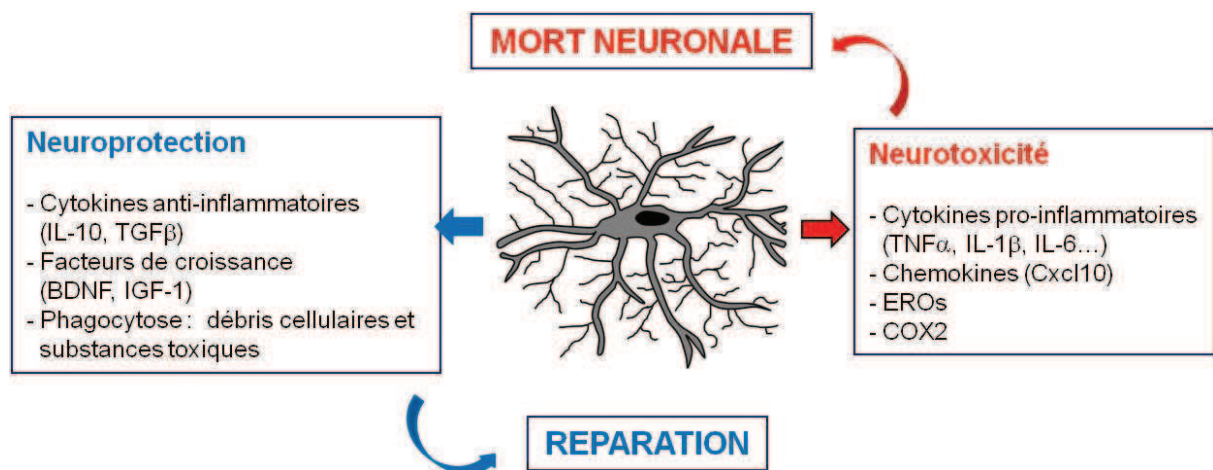 MORT NEURONALE
Neuroprotection
- Cytokines anti-inflammatoires
(IL-10, TGFβ)
- Facteurs de croissance
(BDNF, IGF-1)
- Phagocytose : débris cellulaires et
substances toxiques
Neurotoxicité
- Cytokines pro-inflammatoires
(TNFα, IL-1β, IL-6...)
- Chemokines (Cxcl10)
- EROs
- COX2
REPARATION